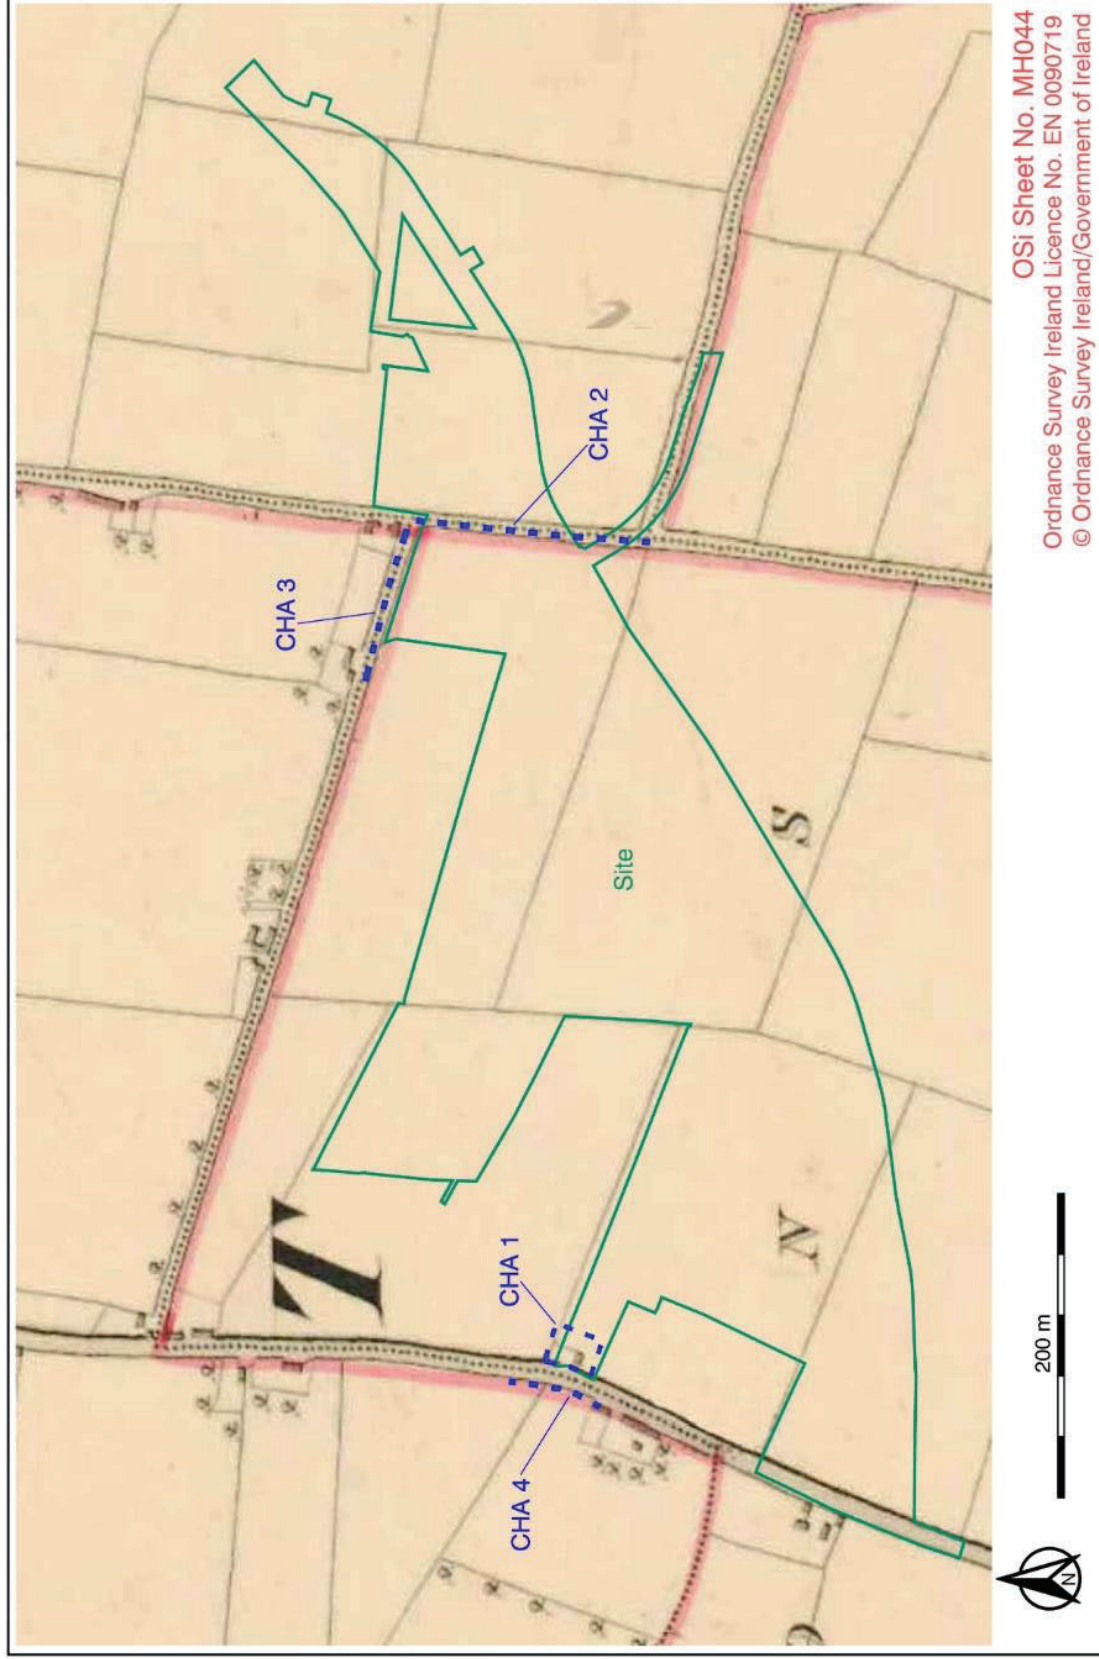 OSi Sheet No. MH044
Ordnance Survey Ireland Licence No. EN 0090719
© Ordnance Survey Ireland/Government of Ireland
CHA 3
CHA 2
Site
CHA 1
CHA 4
T
N
S
200 m
N